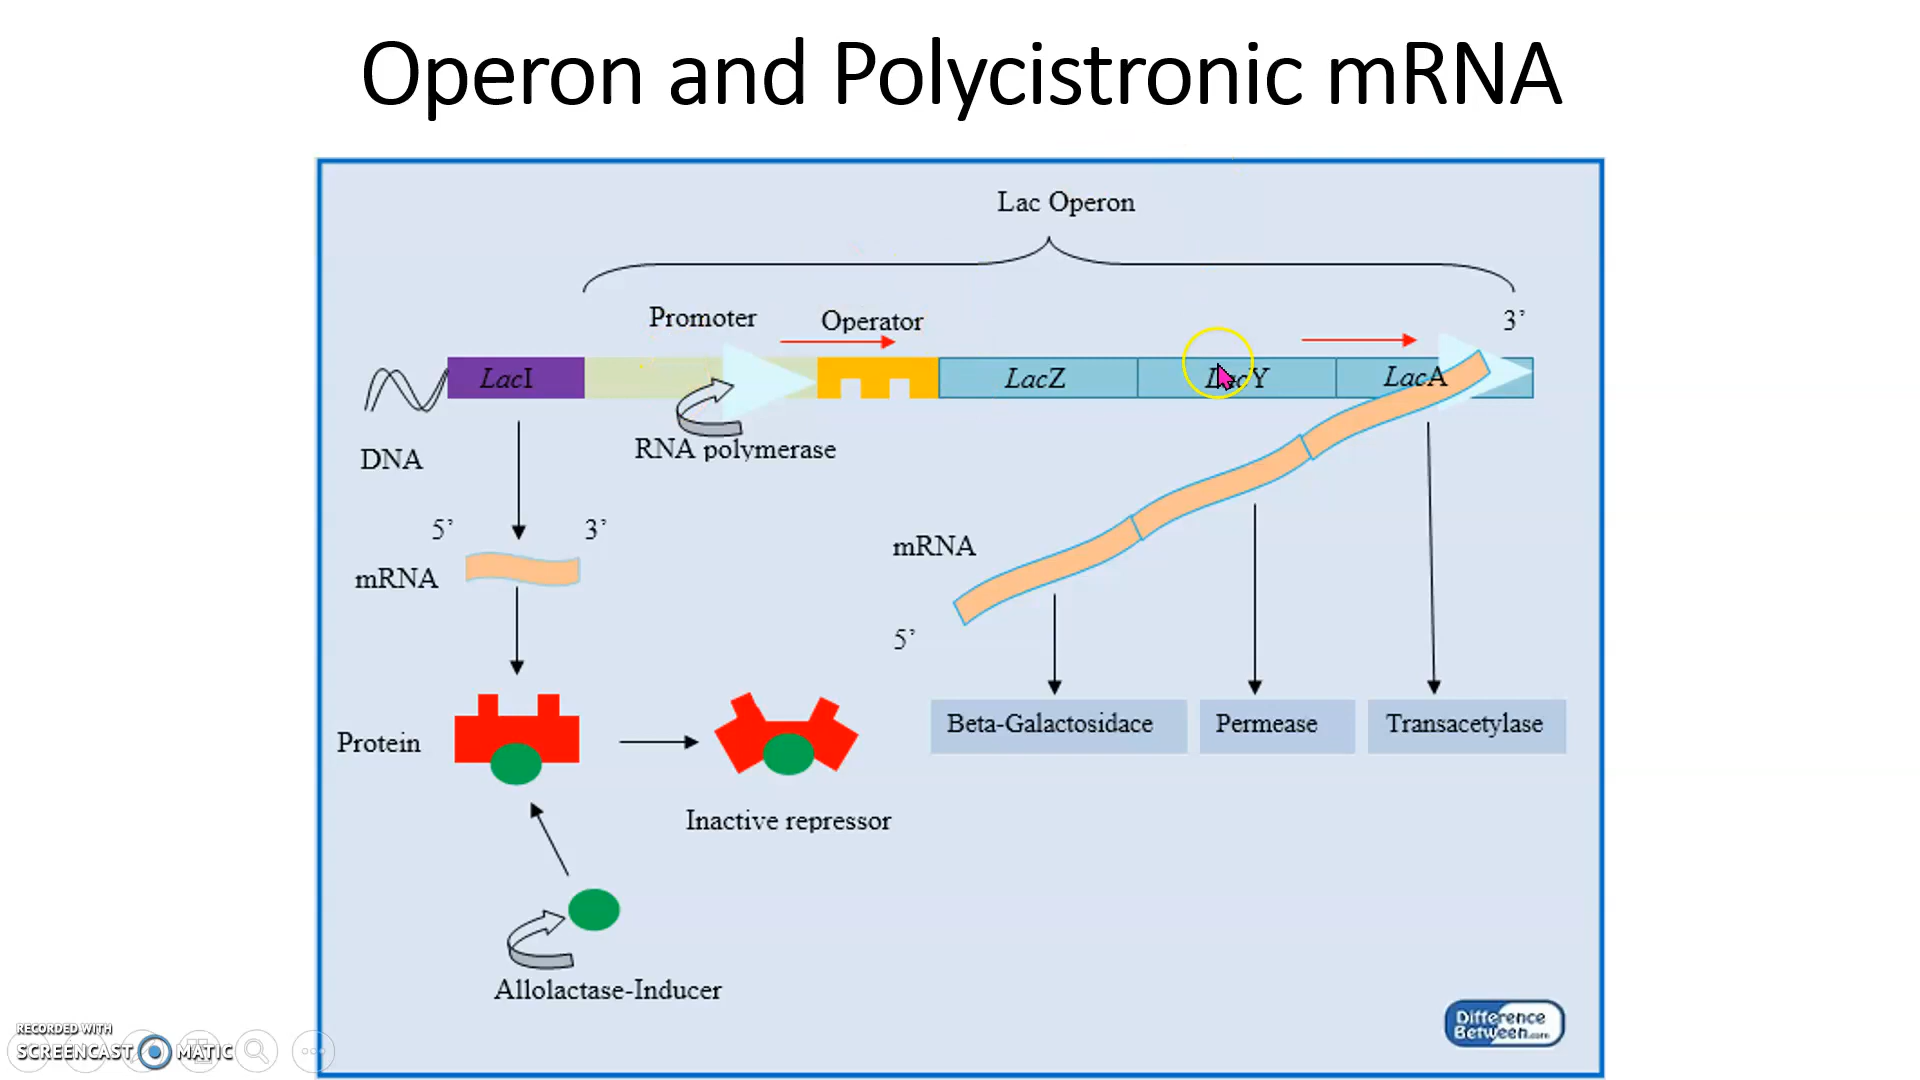 Operon and Polycistronic mRNA
Lac Operon
Promoter
Operator
3’
LacI
LacZ
LacY
LacA
RNA polymerase
DNA
5’
3’
mRNA
mRNA
5’
Protein
Beta-Galactosidace
Permease
Transacetylase
Inactive repressor
Allolactase-Inducer
Difference
Between.com
RECORDED WITH
SCREENCAST MATIC